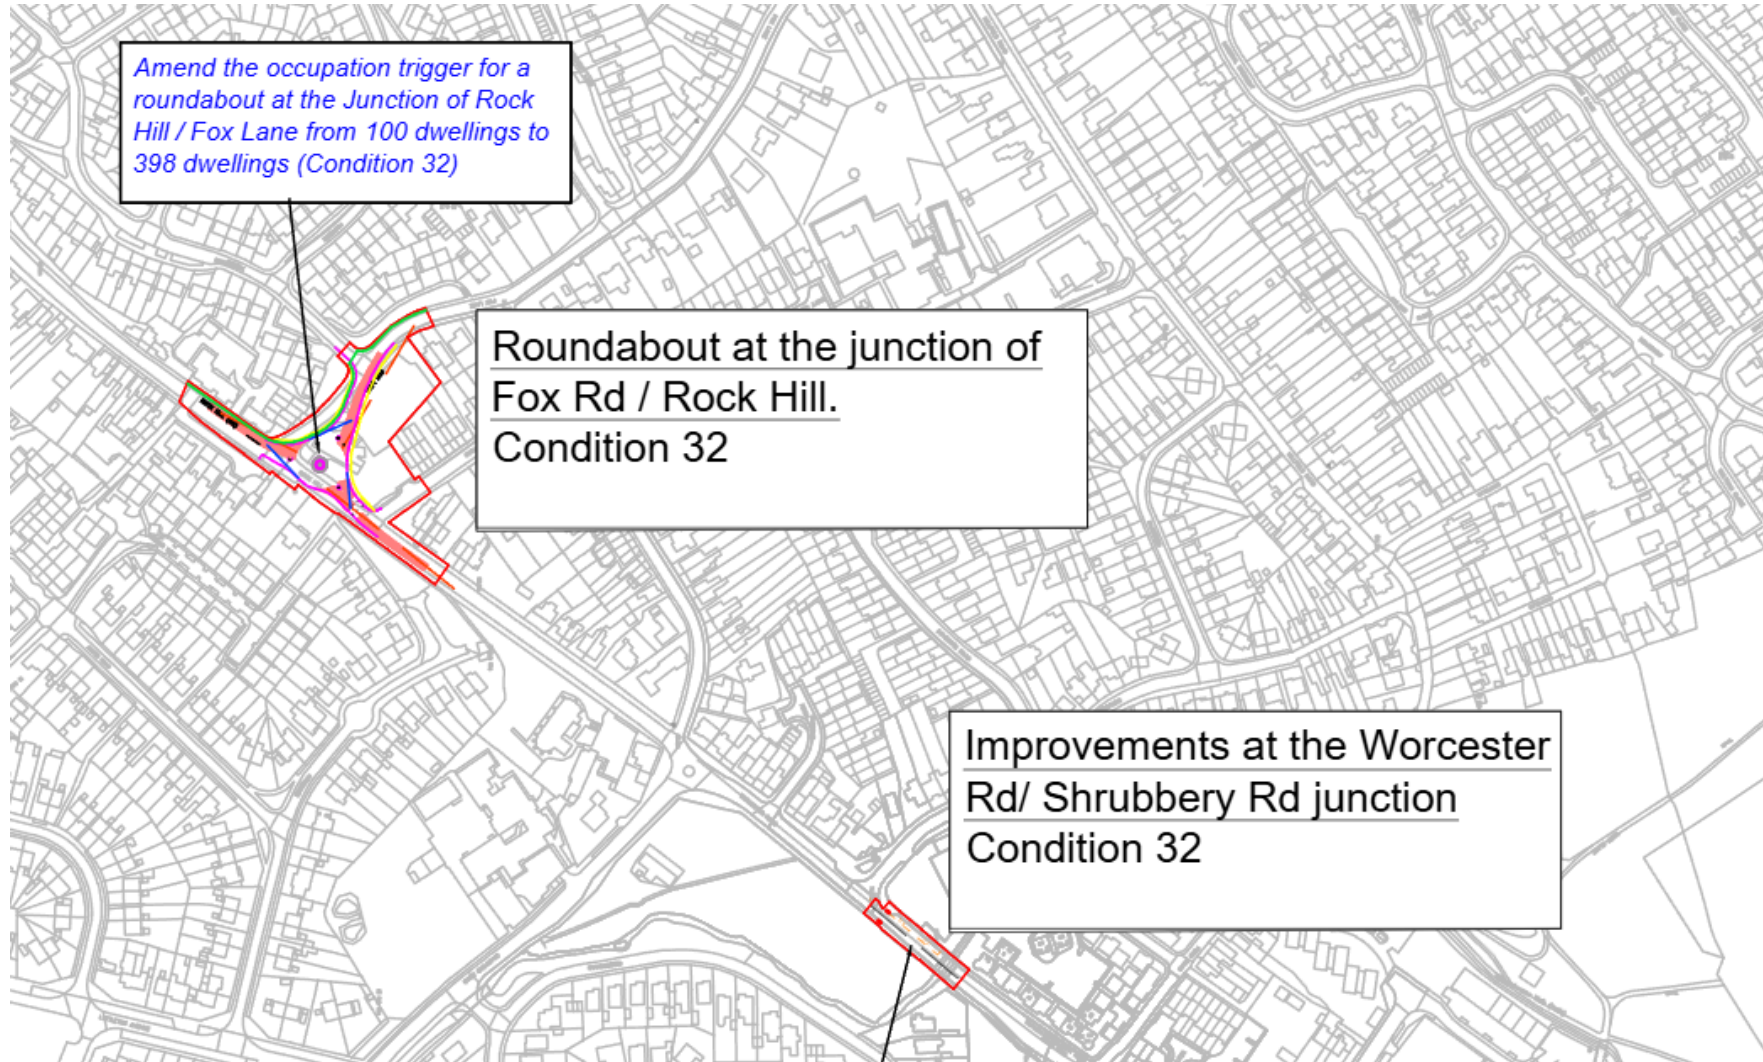 Amend the occupation trigger for a
roundabout at the Junction of Rock
Hill / Fox Lane from 100 dwellings to
398 dwellings (Condition 32)
Roundabout at the junction of
Fox Rd / Rock Hill.
Condition 32
Improvements at the Worcester
Rd/ Shrubbery Rd junction
Condition 32